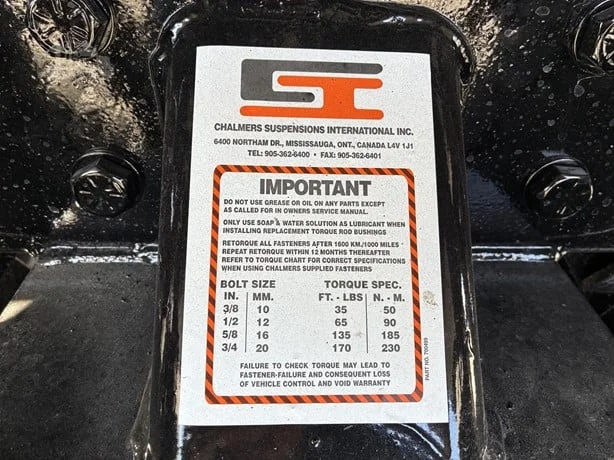 CHALMERS SUSPENSIONS INTERNATIONAL INC.
6400 NORTHAM DR., MISSISSAUGA, ONT., CANADA L4V 1J1
TEL: 905-362-6400 • FAX: 905-362-6401
IMPORTANT
DO NOT USE GREASE OR OIL ON ANY PARTS EXCEPT
AS CALLED FOR IN OWNERS SERVICE MANUAL.
ONLY USE SOAP & WATER SOLUTION AS LUBRICANT WHEN
INSTALLING REPLACEMENT TORQUE ROD BUSHINGS
RETORQUE ALL FASTENERS AFTER 1600 KM./1000 MILES
REPEAT RETORQUE WITHIN 12 MONTHS THEREAFTER
REFER TO TORQUE CHART FOR CORRECT SPECIFICATIONS
WHEN USING CHALMERS SUPPLIED FASTENERS
BOLT SIZE TORQUE SPEC.
IN. MM. FT. - LBS N. - M.
3/8 10 35 50
1/2 12 65 90
5/8 16 135 185
3/4 20 170 230
FAILURE TO CHECK TORQUE MAY LEAD TO
FASTENER-FAILURE AND CONSEQUENT LOSS
OF VEHICLE CONTROL AND VOID WARRANTY
PART NO. 700489